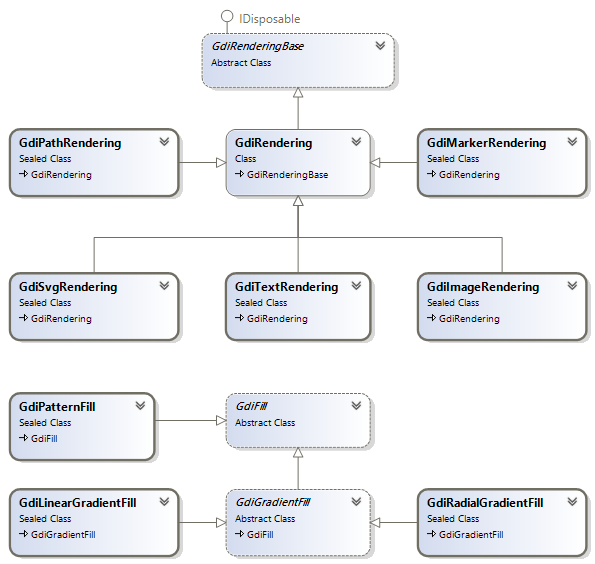 IDisposable
GdiRenderingBase
Abstract Class
GdiPathRendering
Sealed Class
GdiRendering
GdiRendering
Class
GdiRenderingBase
GdiMarkerRendering
Sealed Class
GdiRendering
GdiSvgRendering
Sealed Class
GdiRendering
GdiTextRendering
Sealed Class
GdiRendering
GdiImageRendering
Sealed Class
GdiRendering
GdiPatternFill
Sealed Class
GdiFill
GdiFill
Abstract Class
GdiLinearGradientFill
Sealed Class
GdiGradientFill
GdiGradientFill
Abstract Class
GdiFill
GdiRadialGradientFill
Sealed Class
GdiGradientFill